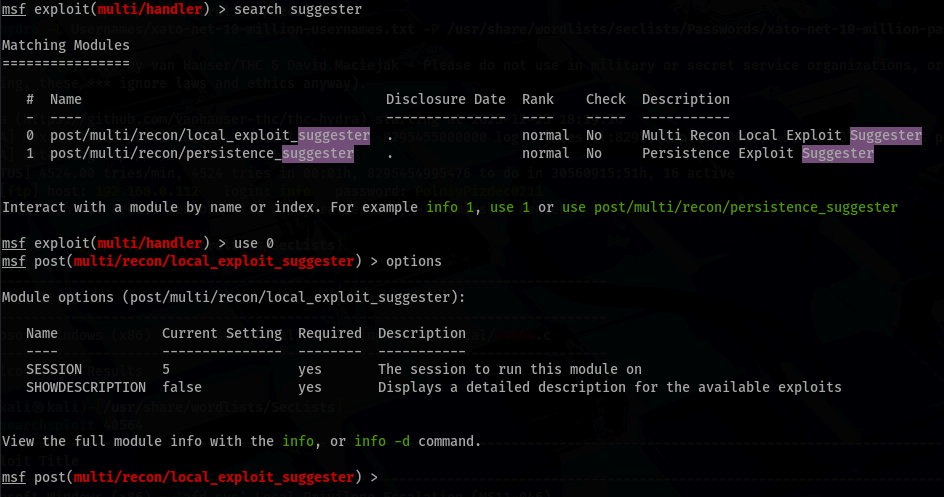 msf exploit(multi/handler) > search suggester
Matching Modules
================
#  Name                                      Disclosure Date  Rank    Check  Description
-  ----                                      ---------------  ----    -----  -----------
0  post/multi/recon/local_exploit_suggester  .                normal  No     Multi Recon Local Exploit Suggester
1  post/multi/recon/persistence_suggester    .                normal  No     Persistence Exploit Suggester
Interact with a module by name or index. For example info 1, use 1 or use post/multi/recon/persistence_suggester
msf exploit(multi/handler) > use 0
msf post(multi/recon/local_exploit_suggester) > options
Module options (post/multi/recon/local_exploit_suggester):
Name             Current Setting  Required  Description
----             ---------------  --------  -----------
SESSION          5                yes       The session to run this module on
SHOWDESCRIPTION  false            yes       Displays a detailed description for the available exploits
View the full module info with the info, or info -d command.
msf post(multi/recon/local_exploit_suggester) >